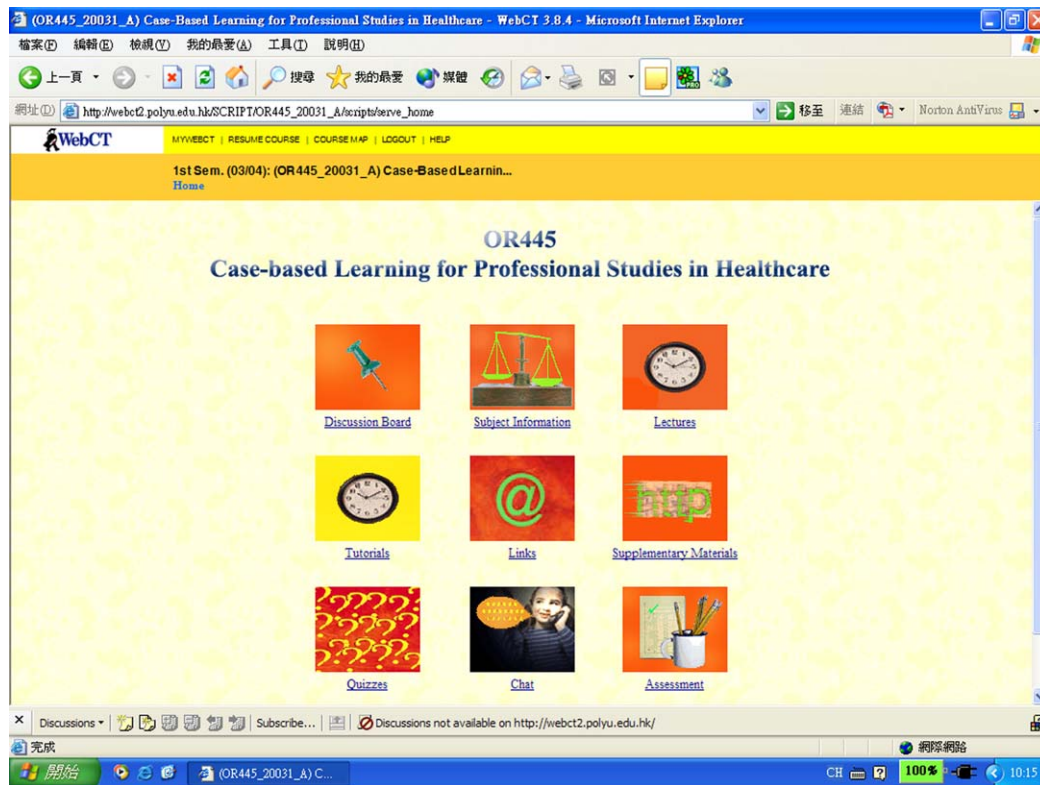 (OR445_20031_A) Case-Based Learning for Professional Studies in Healthcare - WebCT 3.8.4 - Microsoft Internet Explorer
檔案(F) 編輯(E) 檢視(V) 我的最愛(A) 工具(T) 說明(H)
上一頁 搜尋 我的最愛 媒體
網址(D) http://webct2.polyu.edu.hk/SCRIPT/OR445_20031_A/scripts/serve_home 移至 連結 Norton AntiVirus
WebCT MYWEBCT | RESUME COURSE | COURSE MAP | LOGOUT | HELP
1st Sem. (03/04): (OR445_20031_A) Case-Based Learnin...
Home
OR445
Case-based Learning for Professional Studies in Healthcare
Discussion Board Subject Information Lectures
@ http
Tutorials Links Supplementary Materials
Quizzes Chat Assessment
Discussions Subscribe... Discussions not available on http://webct2.polyu.edu.hk/
完成 網際網路
開始 (OR445_20031_A) C... CH 100% 10:15